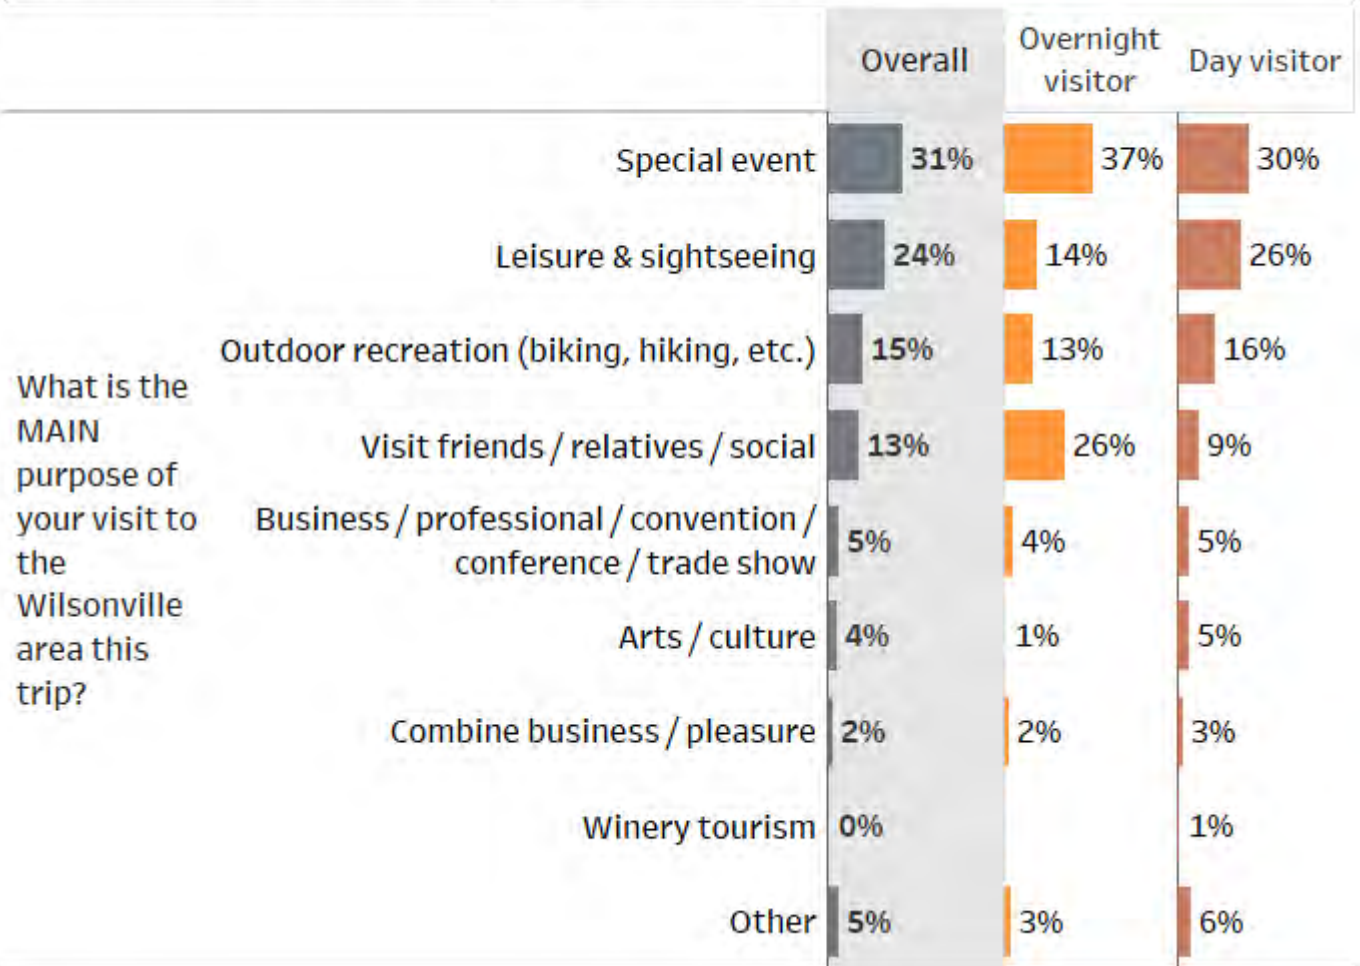 Overall
Overnight
visitor
Day visitor
What is the
MAIN
purpose of
your visit to
the
Wilsonville
area this
trip?
Special event 31% 37% 30%
Leisure & sightseeing 24% 14% 26%
Outdoor recreation (biking, hiking, etc.) 15% 13% 16%
Visit friends / relatives / social 13% 26% 9%
Business / professional / convention /
conference / trade show 5% 4% 5%
Arts / culture 4% 1% 5%
Combine business / pleasure 2% 2% 3%
Winery tourism 0% 1%
Other 5% 3% 6%